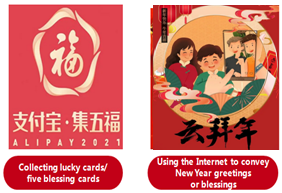 福
支付宝·集五福
ALIPAY2021
Collecting lucky cards/
five blessing cards
云拜年
Using the Internet to convey
New Year greetings
or blessings